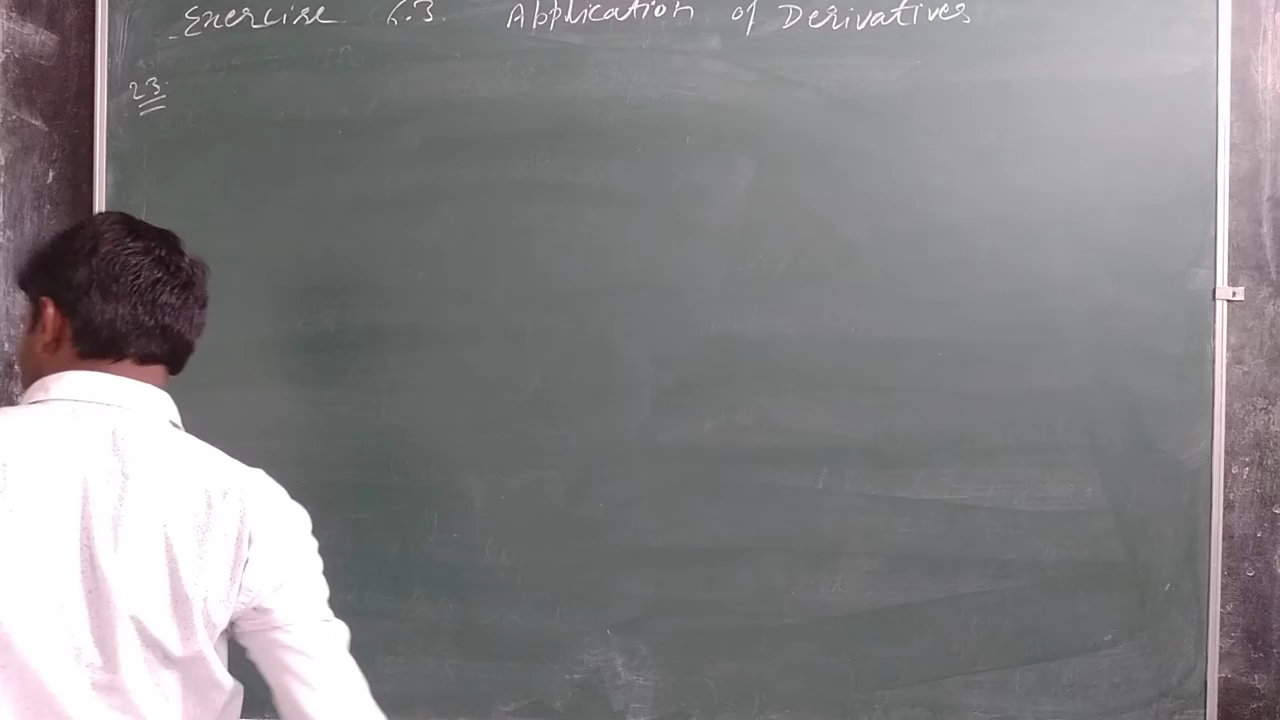 Exercise 6.3. Application of Derivatives
23.